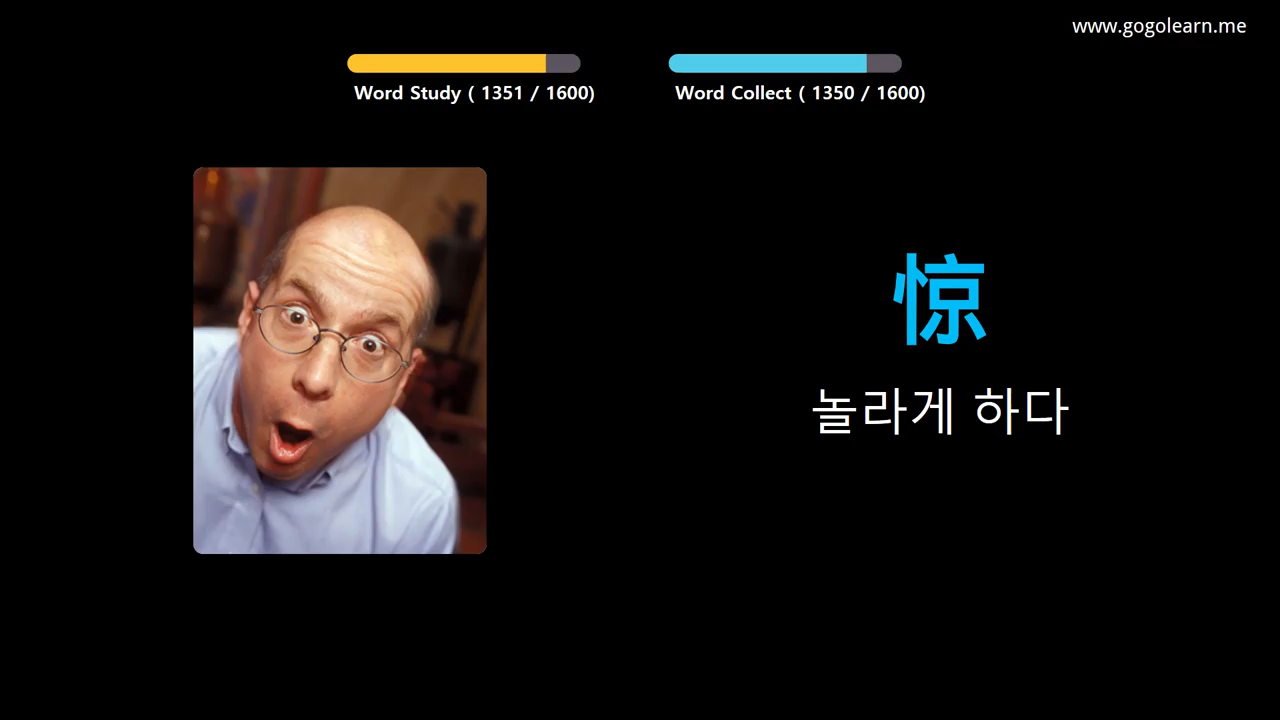 www.gogolearn.me
Word Study ( 1351 / 1600)
Word Collect ( 1350 / 1600)
惊
놀라게 하다